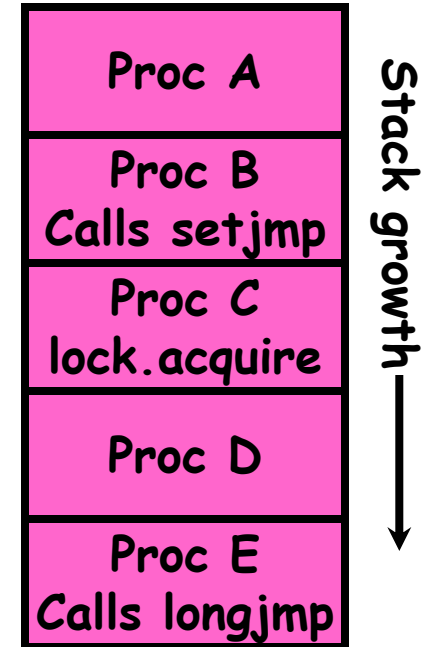 Proc A
Proc B
Calls setjmp
Proc C
lock.acquire
Proc D
Proc E
Calls longjmp
Stack growth